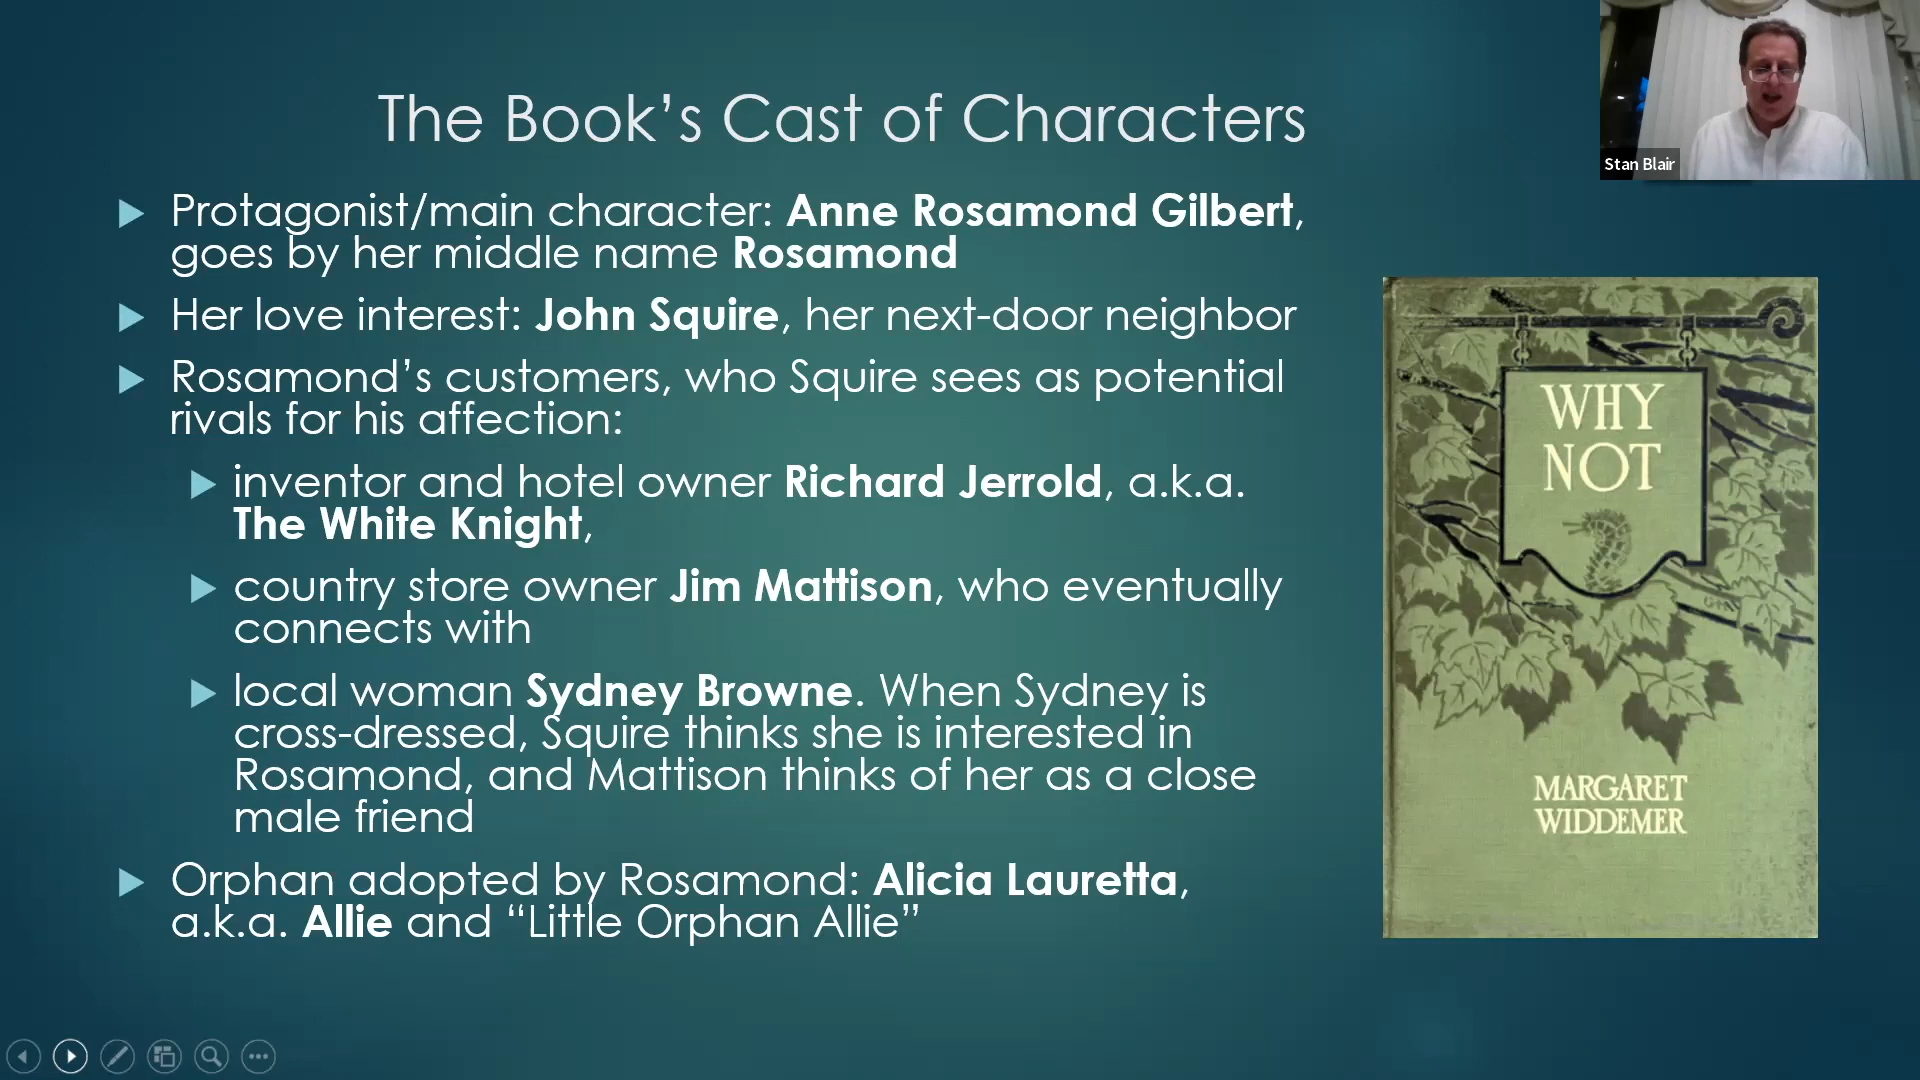 The Book’s Cast of Characters
Protagonist/main character: Anne Rosamond Gilbert,
goes by her middle name Rosamond
Her love interest: John Squire, her next-door neighbor
Rosamond’s customers, who Squire sees as potential
rivals for his affection:
inventor and hotel owner Richard Jerrold, a.k.a.
The White Knight,
country store owner Jim Mattison, who eventually
connects with
local woman Sydney Browne. When Sydney is
cross-dressed, Squire thinks she is interested in
Rosamond, and Mattison thinks of her as a close
male friend
Orphan adopted by Rosamond: Alicia Lauretta,
a.k.a. Allie and “Little Orphan Allie”
Stan Blair
WHY
NOT
MARGARET
WIDDEMER